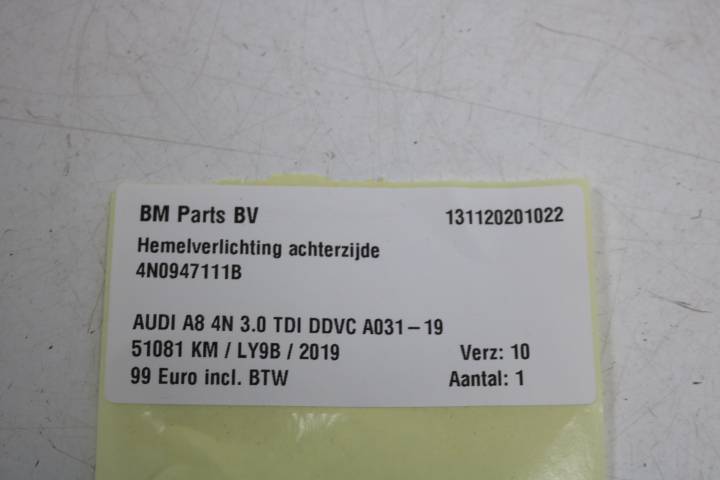 BM Parts BV 131120201022
Hemelverlichting achterzijde
4N0947111B
AUDI A8 4N 3.0 TDI DDVC A031-19
51081 KM / LY9B / 2019 Verz: 10
99 Euro incl. BTW Aantal: 1